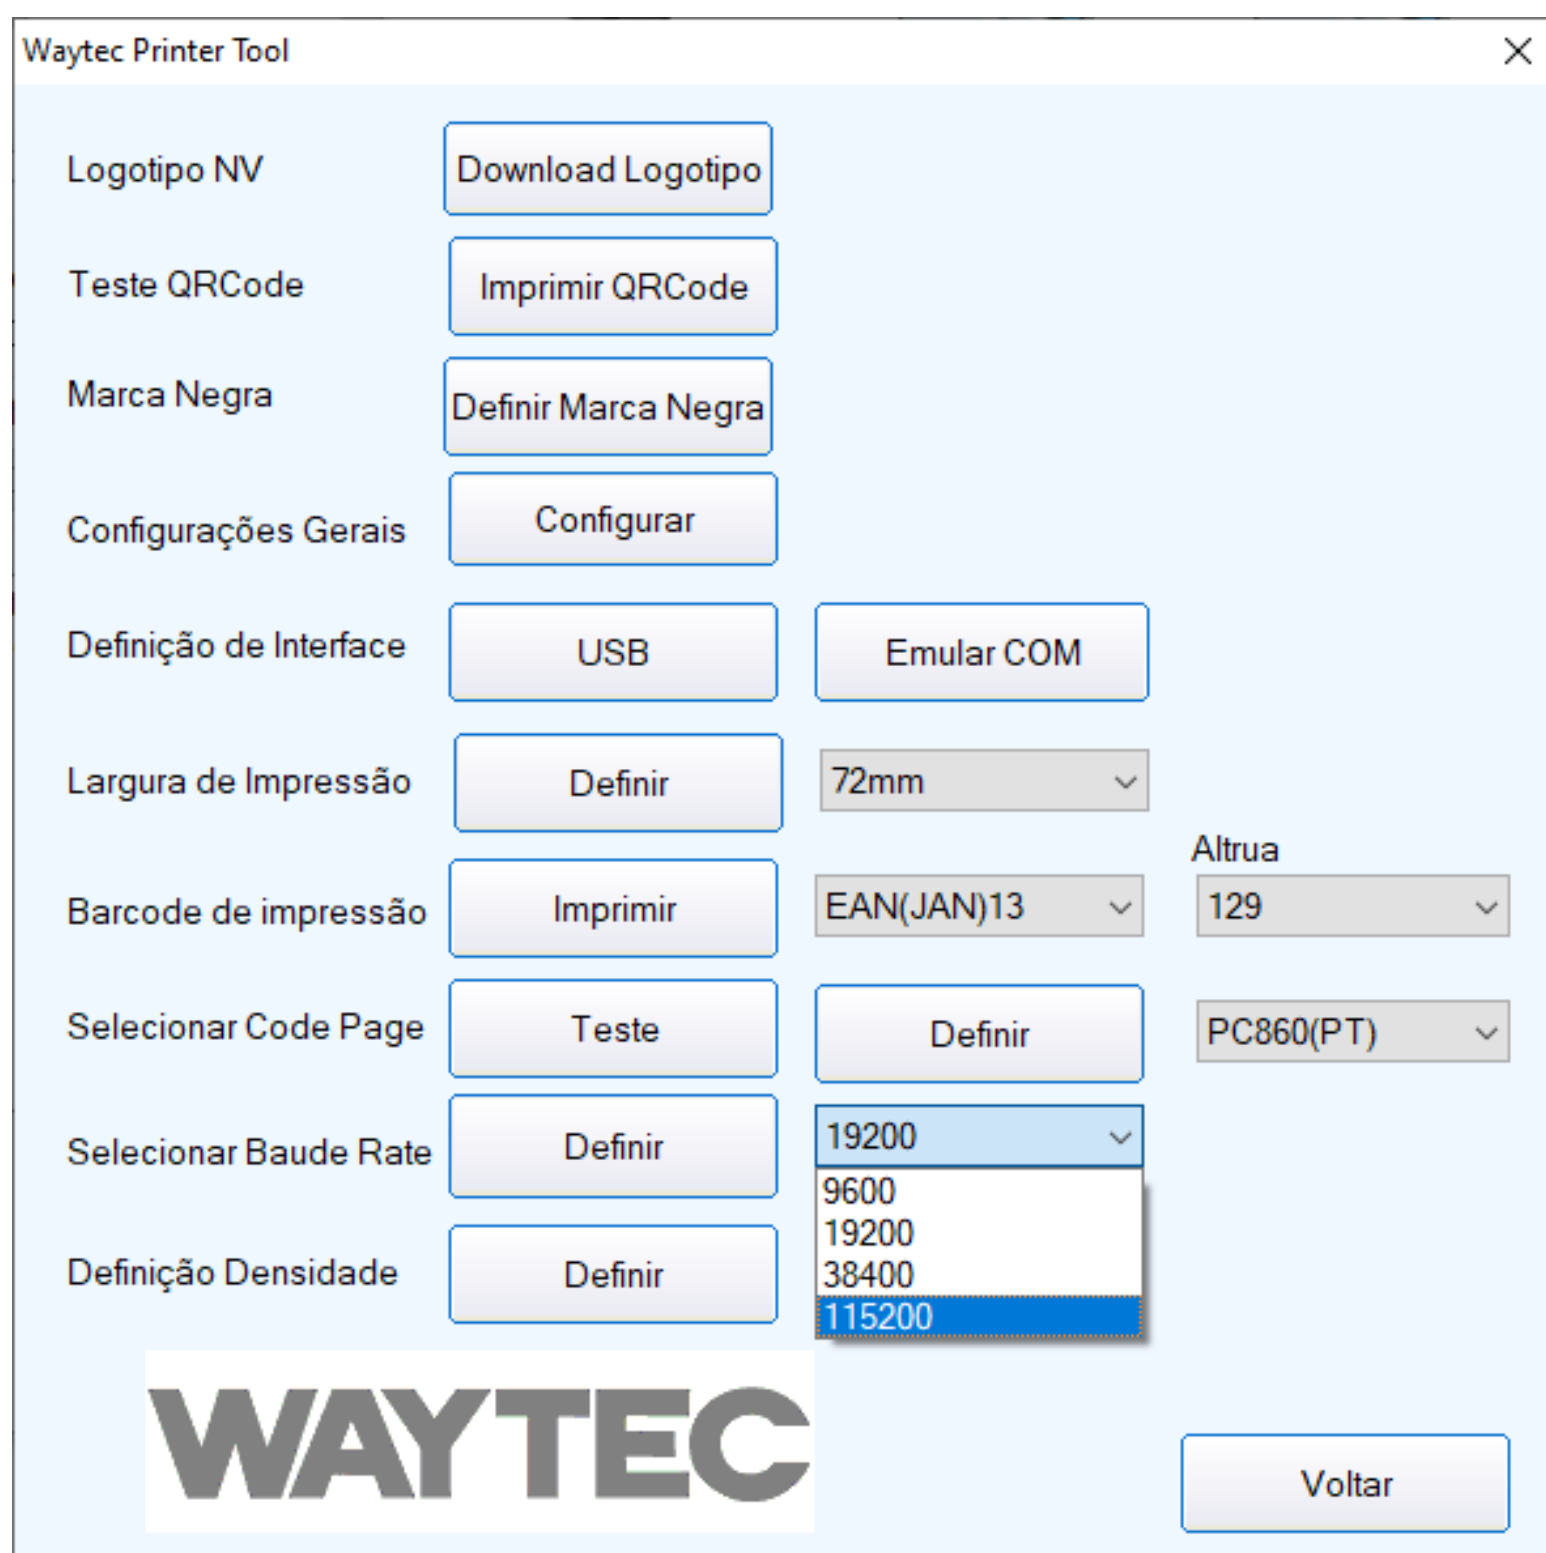 Waytec Printer Tool
Logotipo NV
Download Logotipo
Teste QRCode
Imprimir QRCode
Marca Negra
Definir Marca Negra
Configurações Gerais
Configurar
Definição de Interface
USB
Emular COM
Largura de Impressão
Definir
72mm
Altrua
Barcode de impressão
Imprimir
EAN(JAN)13
129
Selecionar Code Page
Teste
Definir
PC860(PT)
Selecionar Baude Rate
Definir
19200
9600
19200
38400
115200
Definição Densidade
Definir
WAYTEC
Voltar